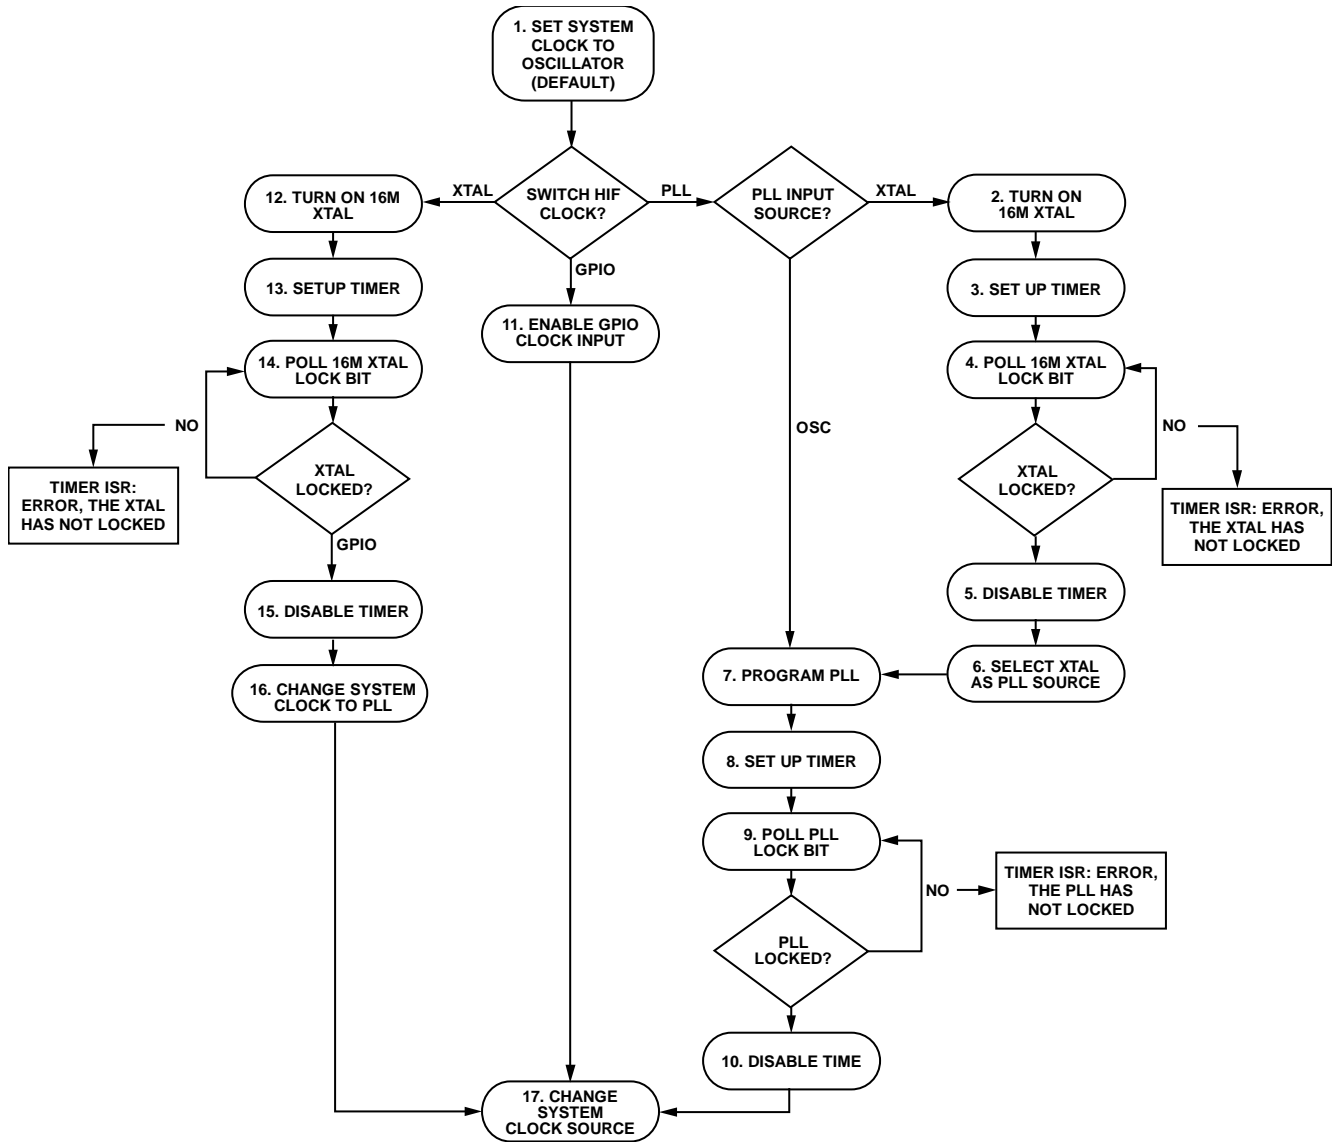 1. SET SYSTEM
CLOCK TO
OSCILLATOR
(DEFAULT)
SWITCH HIF
CLOCK?
XTAL
PLL
GPIO
PLL INPUT
SOURCE?
XTAL
OSC
12. TURN ON 16M
XTAL
13. SETUP TIMER
14. POLL 16M XTAL
LOCK BIT
NO
XTAL
LOCKED?
TIMER ISR:
ERROR, THE XTAL
HAS NOT LOCKED
GPIO
15. DISABLE TIMER
16. CHANGE SYSTEM
CLOCK TO PLL
11. ENABLE GPIO
CLOCK INPUT
2. TURN ON
16M XTAL
3. SET UP TIMER
4. POLL 16M XTAL
LOCK BIT
NO
XTAL
LOCKED?
TIMER ISR: ERROR,
THE XTAL HAS
NOT LOCKED
5. DISABLE TIMER
6. SELECT XTAL
AS PLL SOURCE
7. PROGRAM PLL
8. SET UP TIMER
9. POLL PLL
LOCK BIT
NO
TIMER ISR: ERROR,
THE PLL HAS
NOT LOCKED
PLL
LOCKED?
10. DISABLE TIME
17. CHANGE
SYSTEM
CLOCK SOURCE